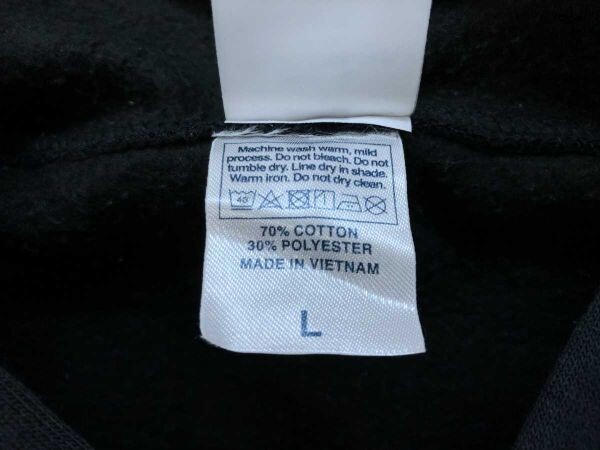 Machine wash warm, mild
process. Do not bleach. Do not
tumble dry. Line dry in shade.
Warm iron. Do not dry clean.
40
70% COTTON
30% POLYESTER
MADE IN VIETNAM
L